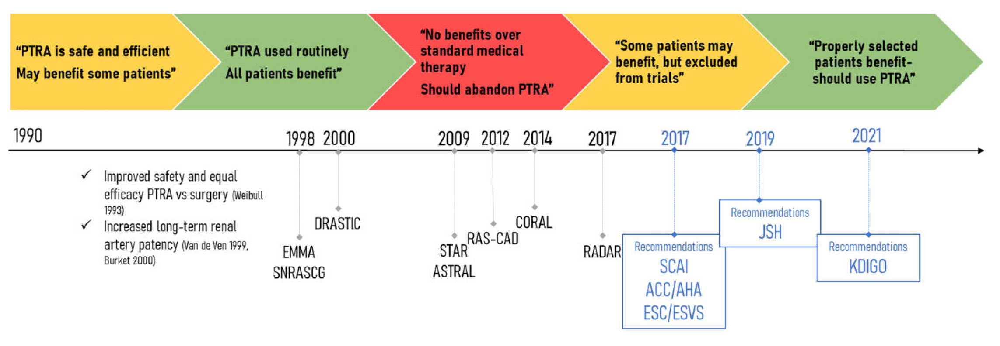 “PTRA is safe and efficient
May benefit some patients”
“PTRA used routinely
All patients benefit”
“No benefits over
standard medical
therapy
Should abandon PTRA”
“Some patients may
benefit, but excluded
from trials”
“Properly selected
patients benefit-
should use PTRA”
1990
1998
2000
2009
2012
2014
2017
2017
2019
2021
✓ Improved safety and equal
efficacy PTRA vs surgery (Weibull
1993)
✓ Increased long-term renal
artery patency (Van de Ven 1999,
Burket 2000)
EMMA
SNRASCG
DRASTIC
STAR
ASTRAL
RAS-CAD
CORAL
RADAR
Recommendations
SCAI
ACC/AHA
ESC/ESVS
Recommendations
JSH
Recommendations
KDIGO